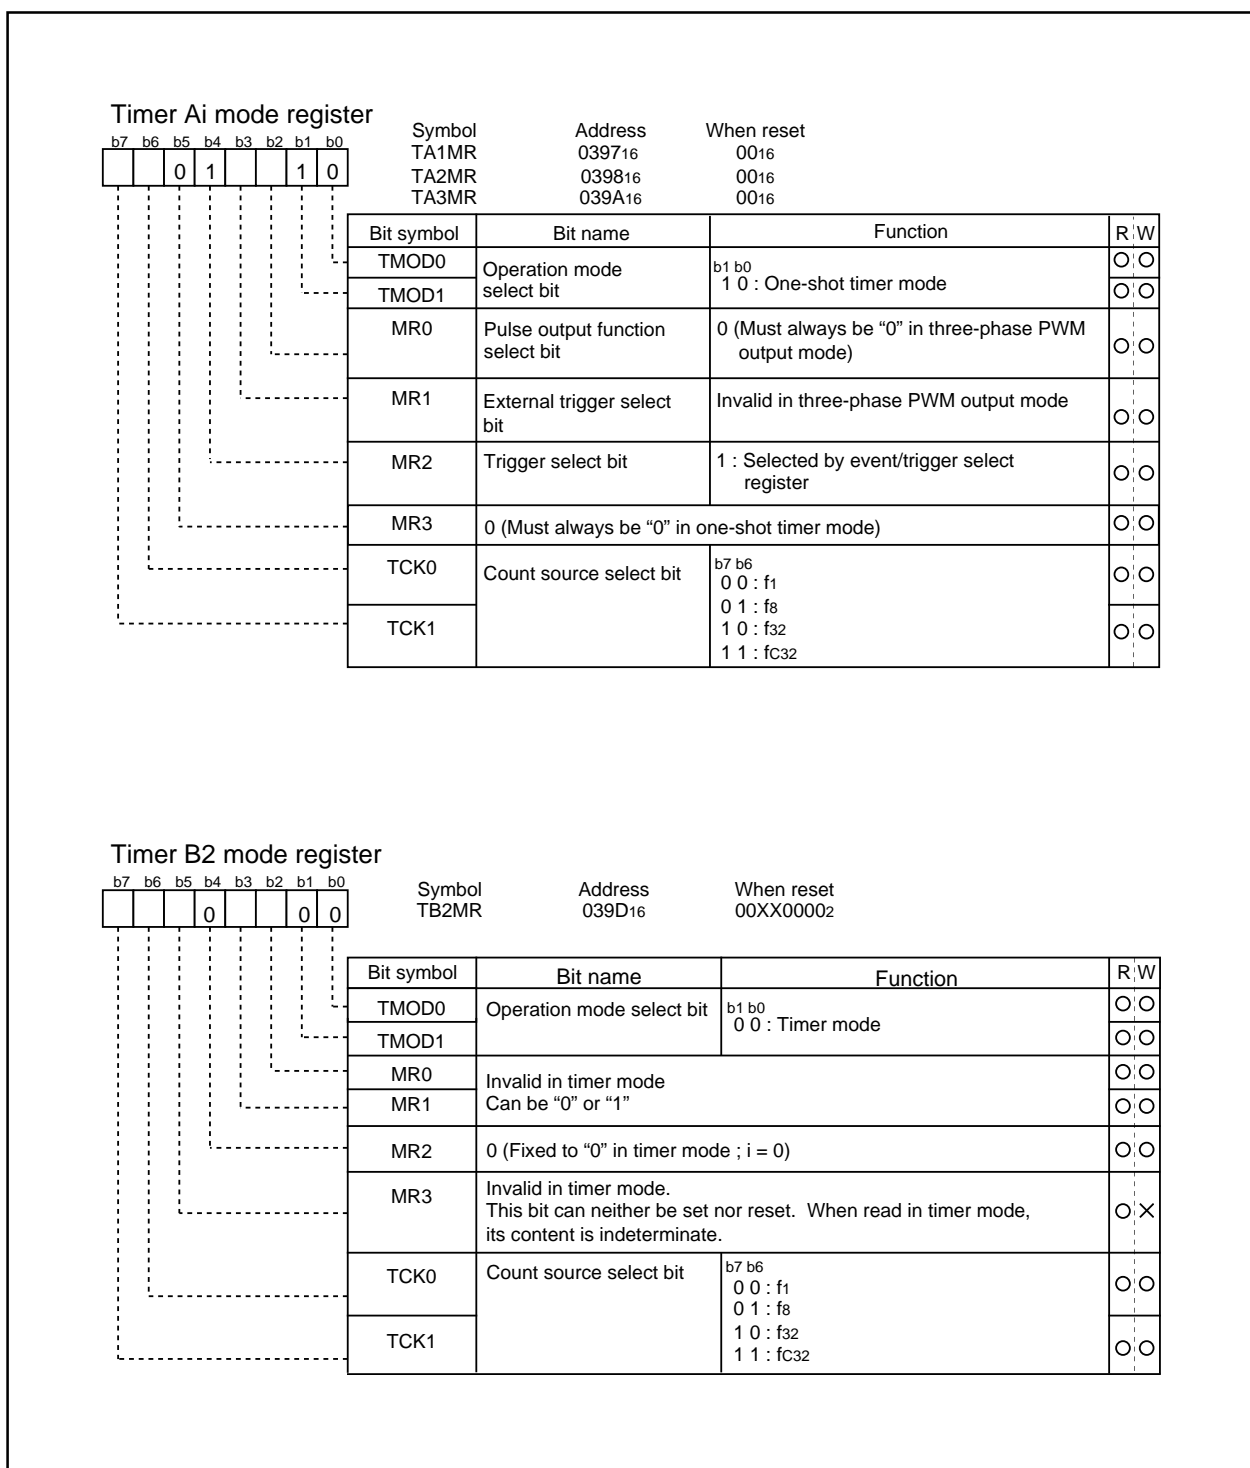 Timer Ai mode register
Symbol Address When reset
b7 b6 b5 b4 b3 b2 b1 b0
TA1MR 039716 0016
0 1 1 0
TA2MR 039816 0016
TA3MR 039A16 0016
Bit symbol Bit name Function R W
TMOD0 Operation mode select bit b1 b0
1 0 : One-shot timer mode
TMOD1
MR0 Pulse output function select bit 0 (Must always be “0” in three-phase PWM output mode)
MR1 External trigger select bit Invalid in three-phase PWM output mode
MR2 Trigger select bit 1 : Selected by event/trigger select register
MR3 0 (Must always be “0” in one-shot timer mode)
TCK0 Count source select bit b7 b6
0 0 : f1
0 1 : f8
TCK1 1 0 : f32
1 1 : fC32
Timer B2 mode register
b7 b6 b5 b4 b3 b2 b1 b0
Symbol Address When reset
0 0 0
TB2MR 039D16 00XX00002
Bit symbol Bit name Function R W
TMOD0 Operation mode select bit b1 b0
0 0 : Timer mode
TMOD1
MR0 Invalid in timer mode
MR1 Can be “0” or “1”
MR2 0 (Fixed to “0” in timer mode ; i = 0)
MR3 Invalid in timer mode.
This bit can neither be set nor reset. When read in timer mode,
its content is indeterminate.
TCK0 Count source select bit b7 b6
0 0 : f1
0 1 : f8
TCK1 1 0 : f32
1 1 : fC32